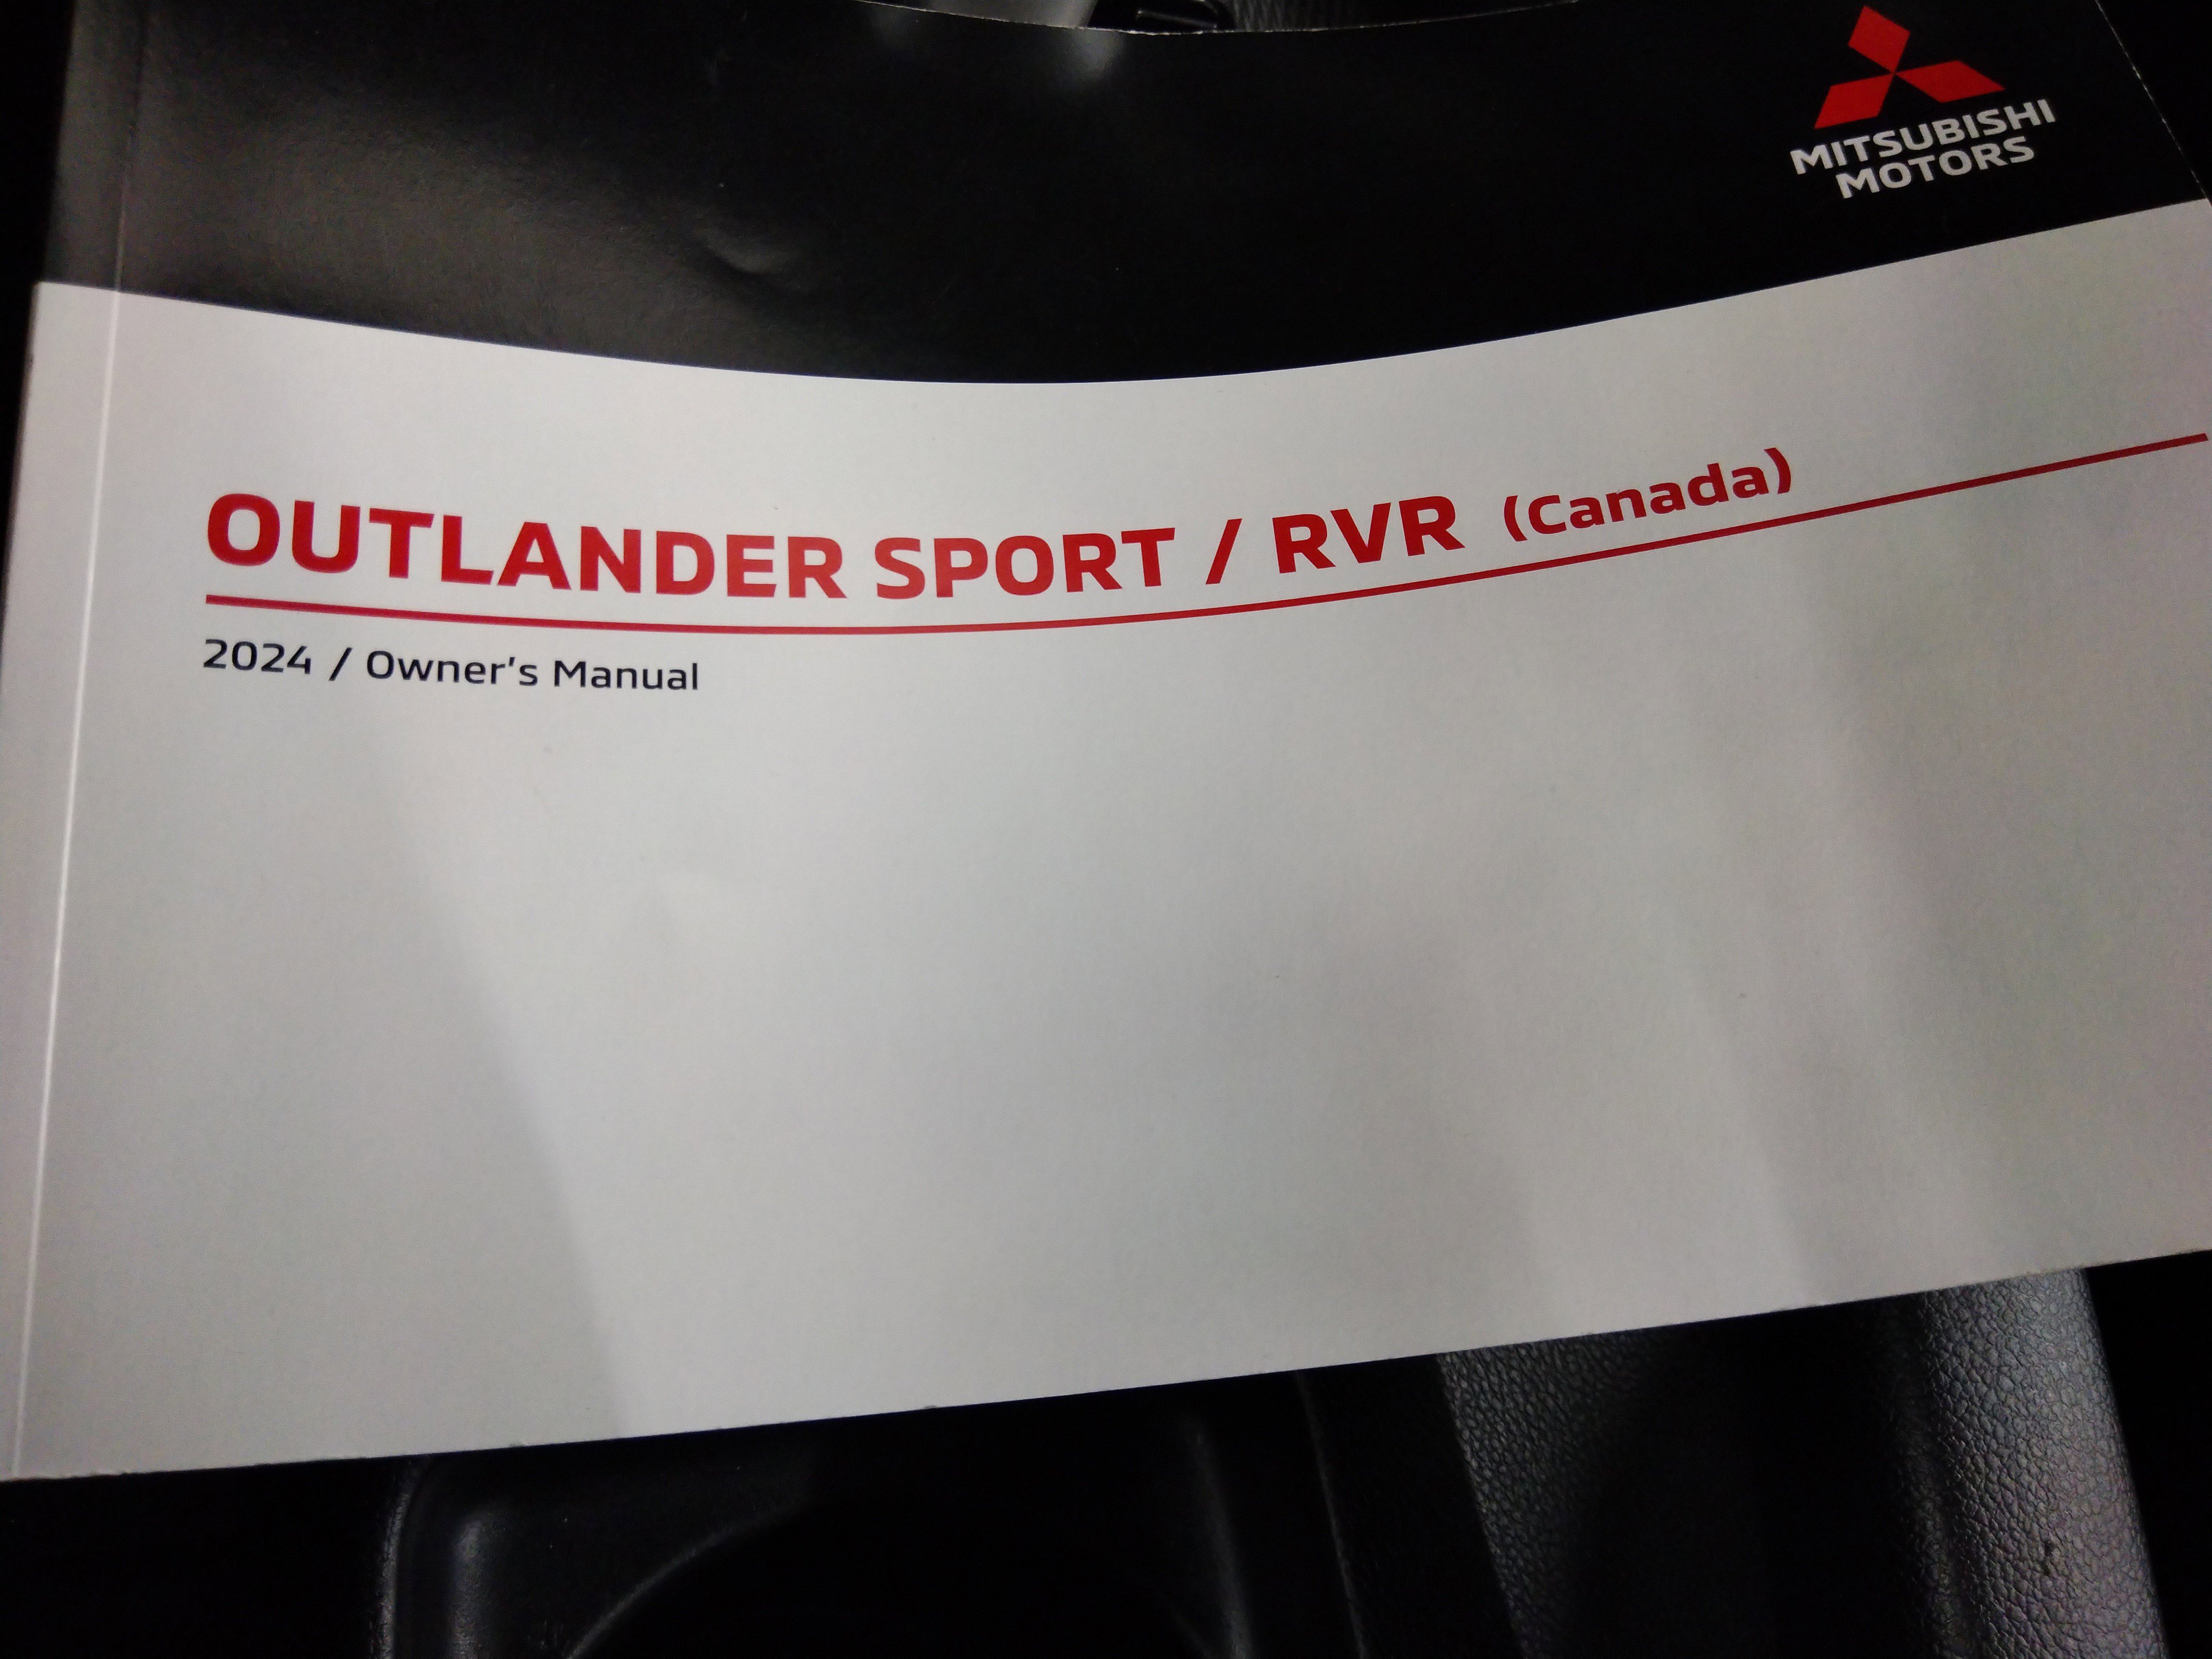 MITSUBISHI
MOTORS
OUTLANDER SPORT / RVR (Canada)
2024 / Owner's Manual